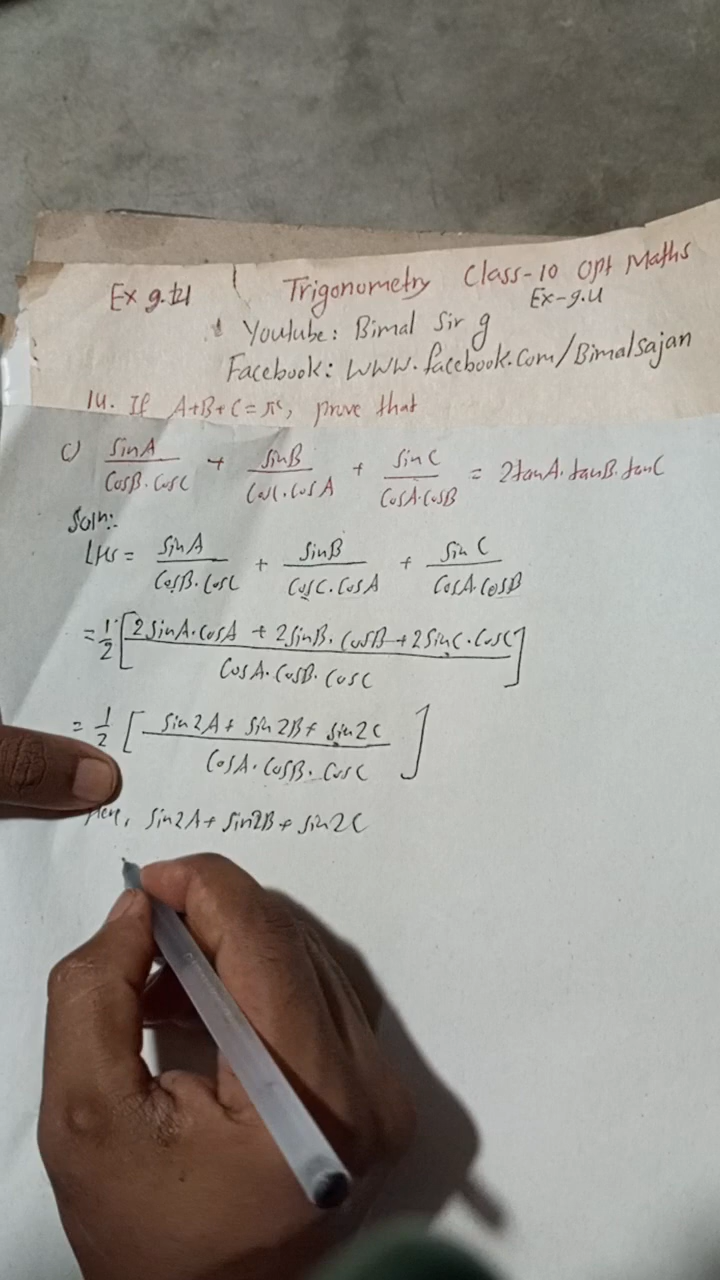 Ex 9.4 Trigonometry Class-10 Opt Maths
Ex-9.4
Youtube: Bimal Sir g
Facebook: WWW.facebook.Com/Bimalsajan
14. If A+B+C=πᶜ, prove that
c) SinA/CosB.CosC + SinB/CosC.CosA + SinC/CosA.CosB = 2tanA.tanB.tanC
Soln:
LHS = SinA/CosB.CosC + SinB/CosC.CosA + SinC/CosA.CosB
= 1/2 [2SinA.CosA + 2SinB.CosB + 2SinC.CosC/CosA.CosB.CosC]
= 1/2 [Sin2A + Sin2B + Sin2C/CosA.CosB.CosC]
Here, Sin2A + Sin2B + Sin2C